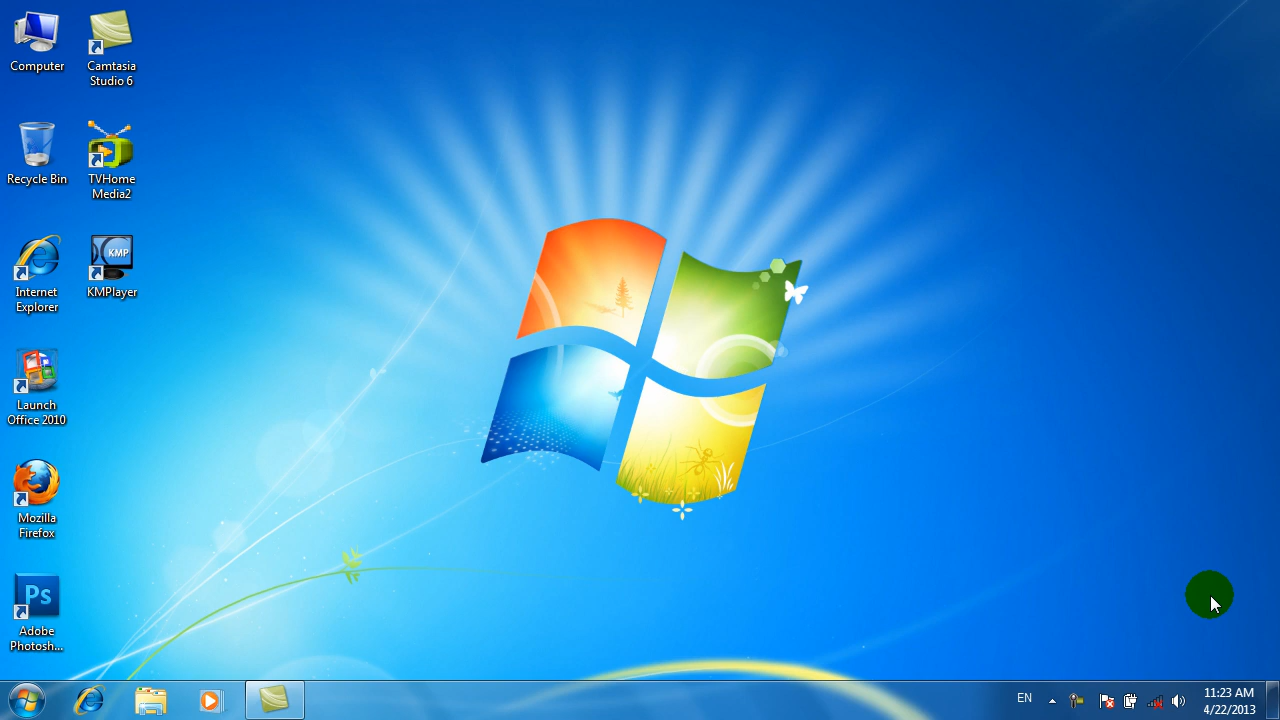 Computer
Camtasia
Studio 6
Recycle Bin
TVHome
Media2
Internet
Explorer
KMP
KMPlayer
Launch
Office 2010
Mozilla
Firefox
Ps
Adobe
Photosh...
EN
11:23 AM
4/22/2013